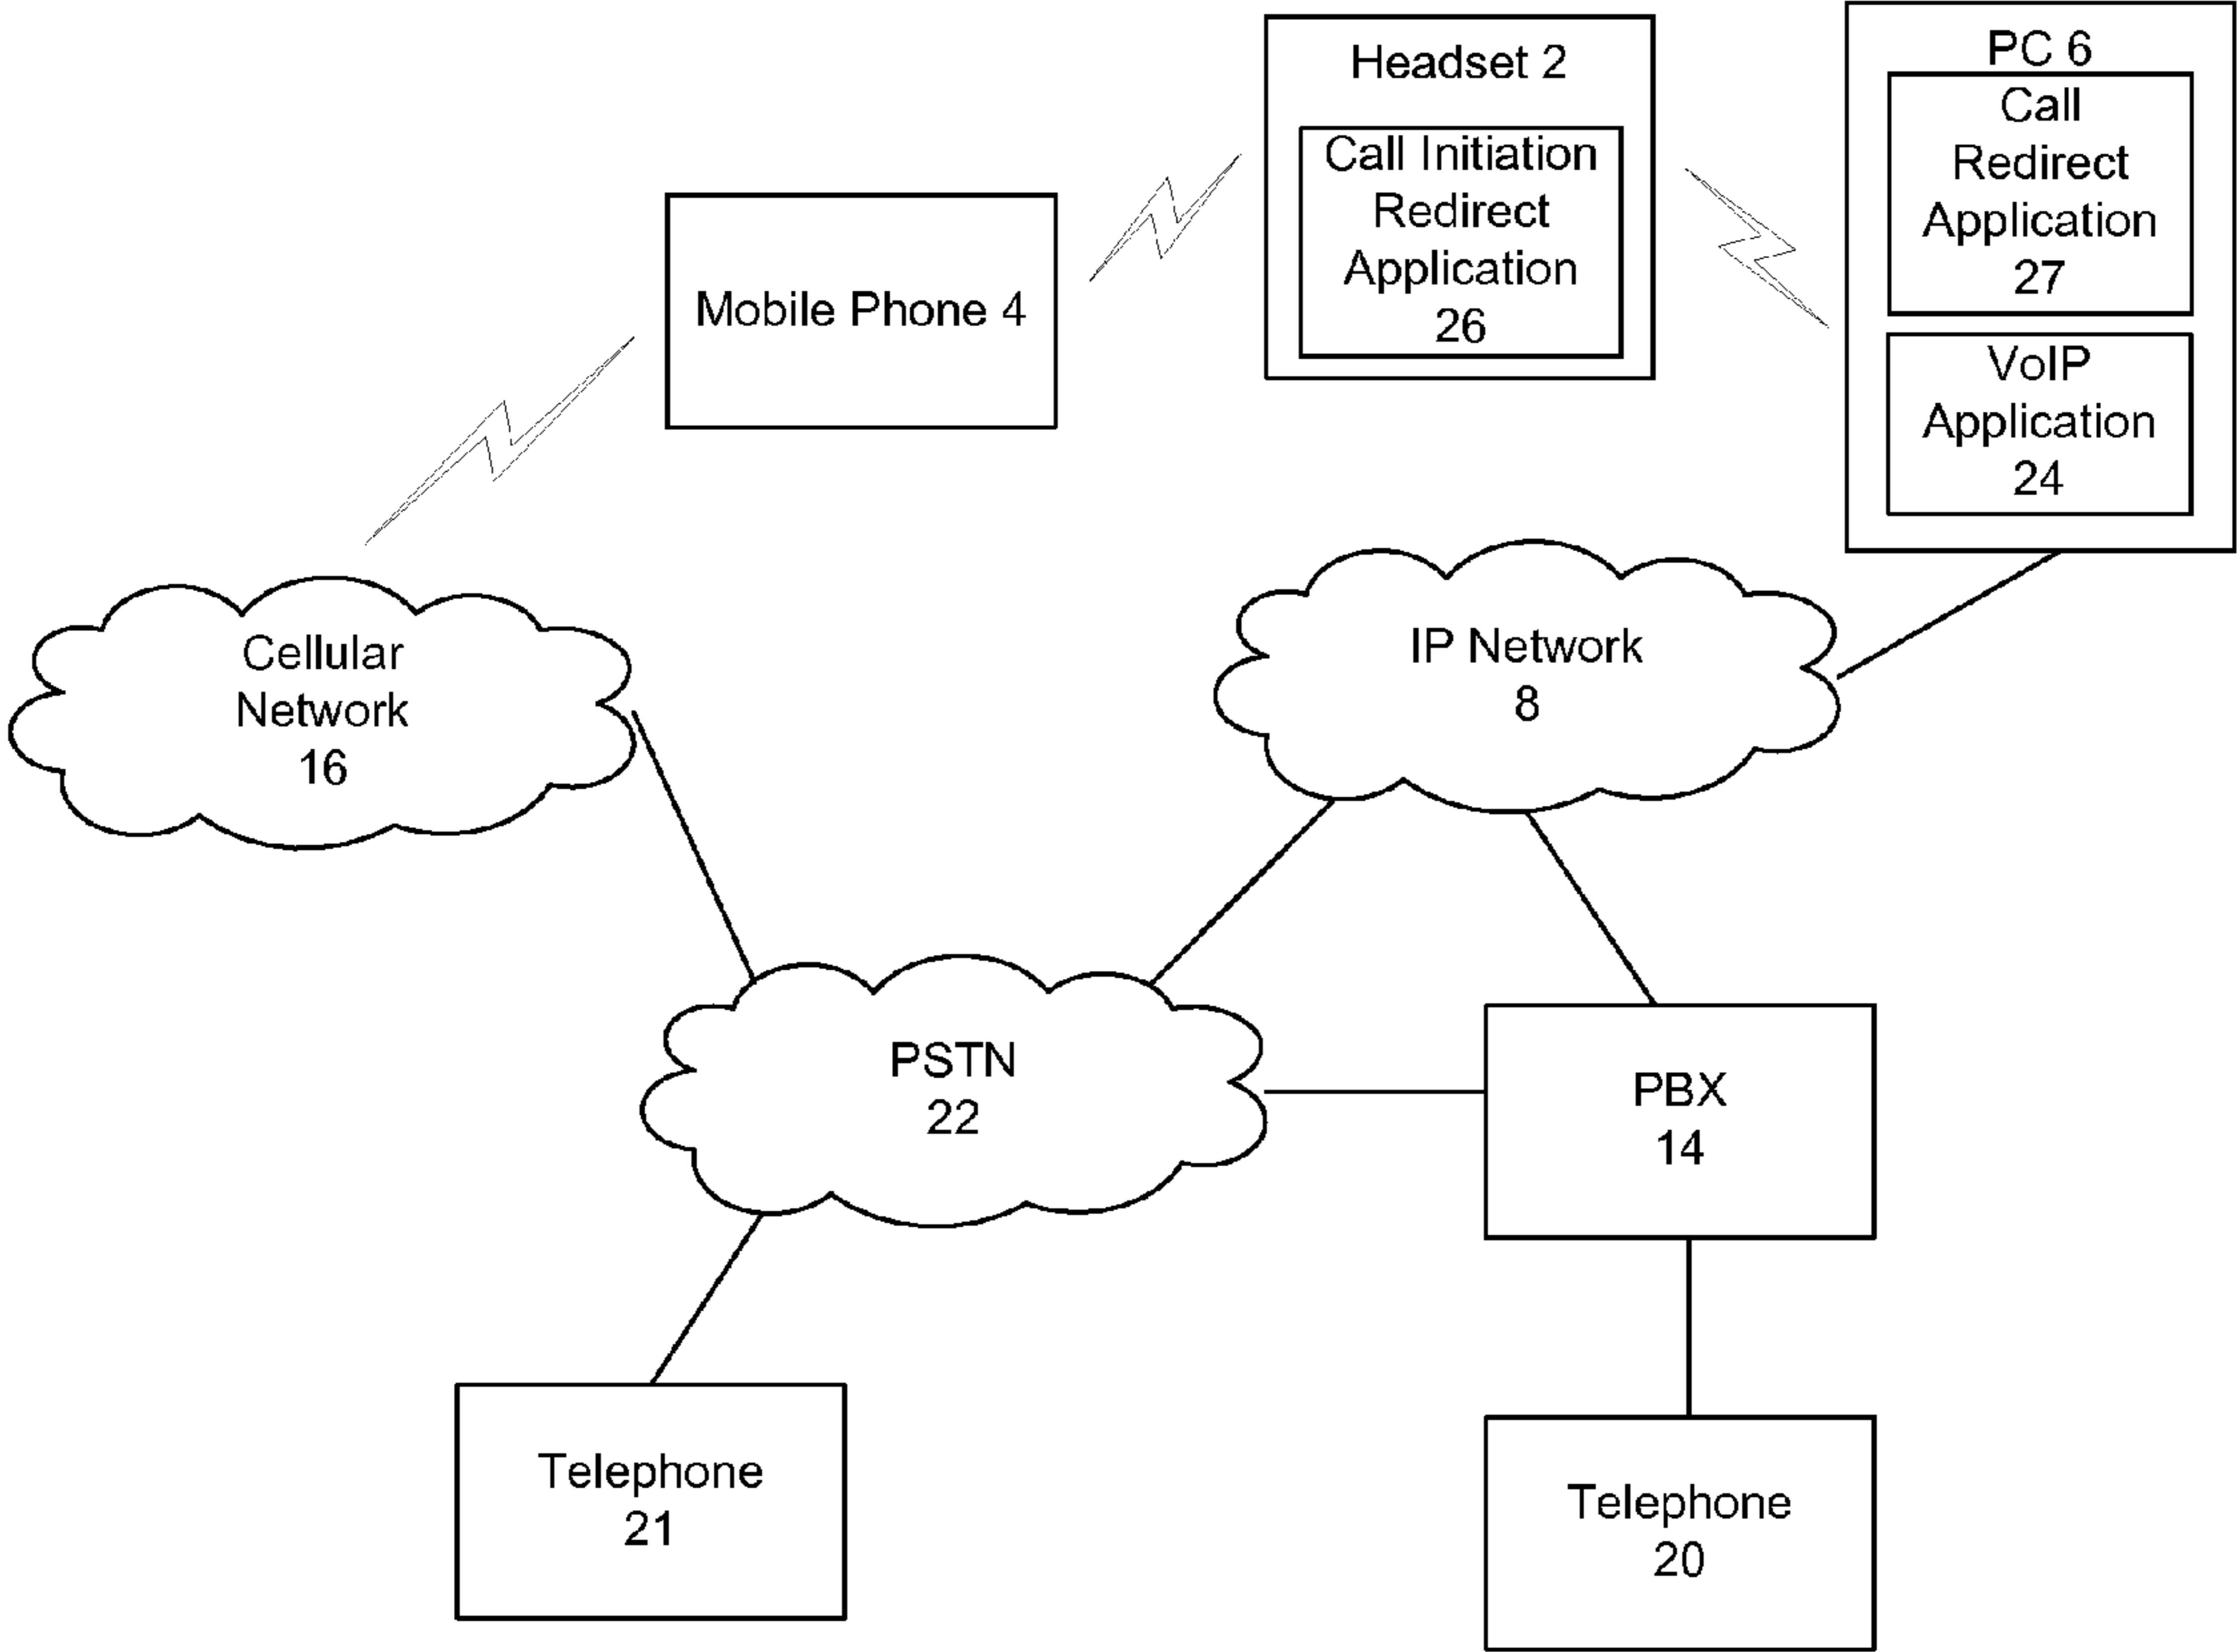 Headset 2
Call Initiation
Redirect
Application
26
PC 6
Call
Redirect
Application
27
VoIP
Application
24
Mobile Phone 4
Cellular
Network
16
IP Network
8
PSTN
22
PBX
14
Telephone
21
Telephone
20